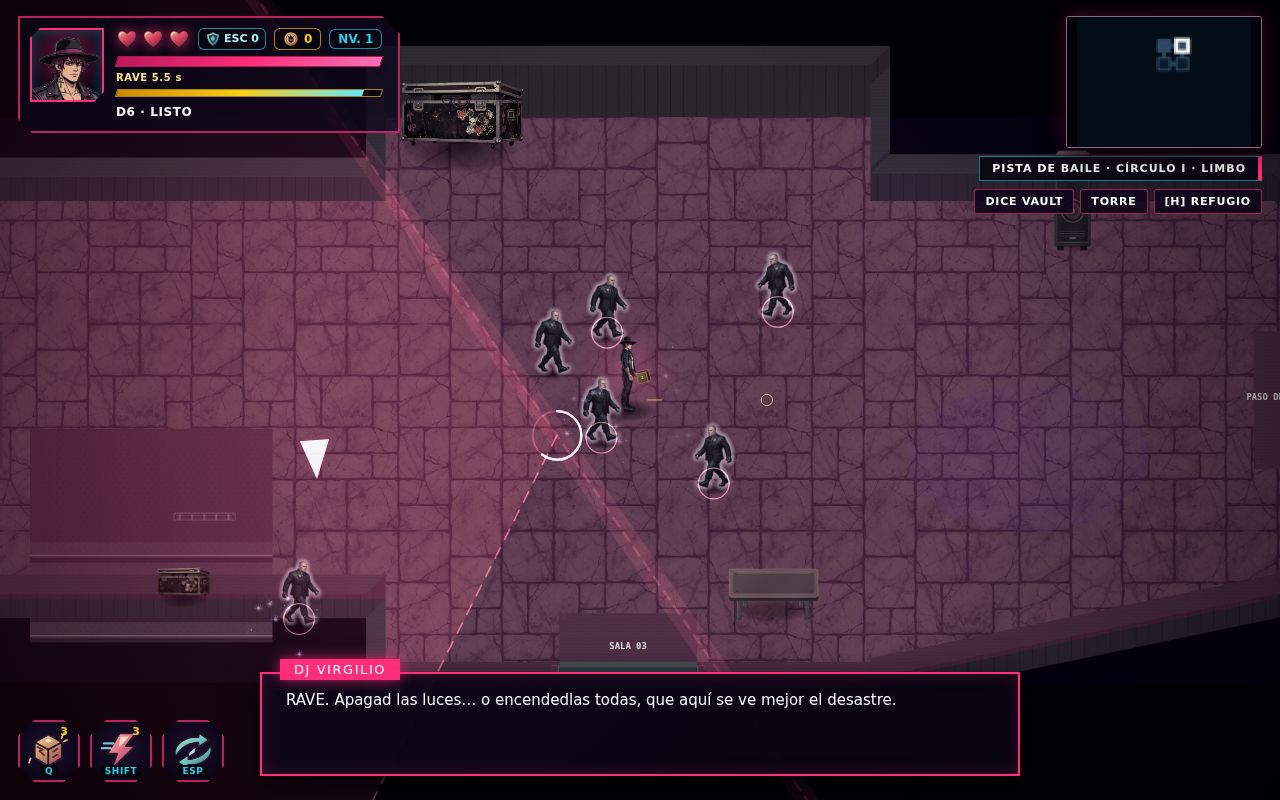 ESC 0
0
NV. 1
RAVE 5.5 s
D6 · LISTO
PISTA DE BAILE · CÍRCULO I · LIMBO
DICE VAULT
TORRE
[H] REFUGIO
PASO
SALA 03
DJ VIRGILIO
RAVE. Apagad las luces… o encendedlas todas, que aquí se ve mejor el desastre.
3
Q
3
SHIFT
ESP